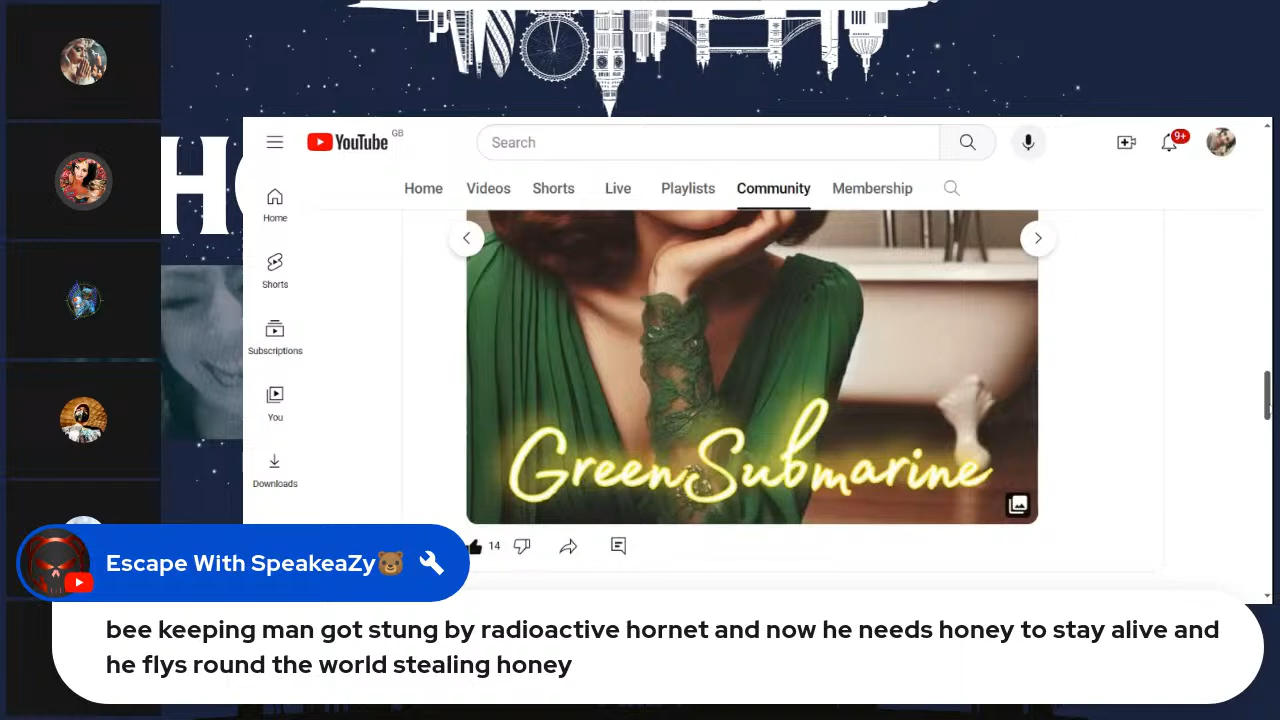 YouTube GB
Search
9+
Home Videos Shorts Live Playlists Community Membership
Home
Shorts
Subscriptions
You
Downloads
GreenSubmarine
14
Escape With SpeakeaZy🐻
bee keeping man got stung by radioactive hornet and now he needs honey to stay alive and
he flys round the world stealing honey